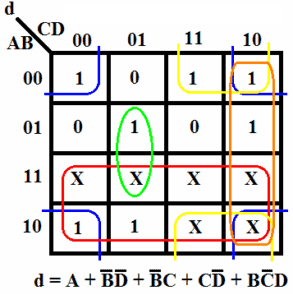 d
CD
AB 00 01 11 10
00 1 0 1 1
01 0 1 0 1
11 X X X X
10 1 1 X X
d = A + B̅D̅ + B̅C + CD̅ + BC̅D